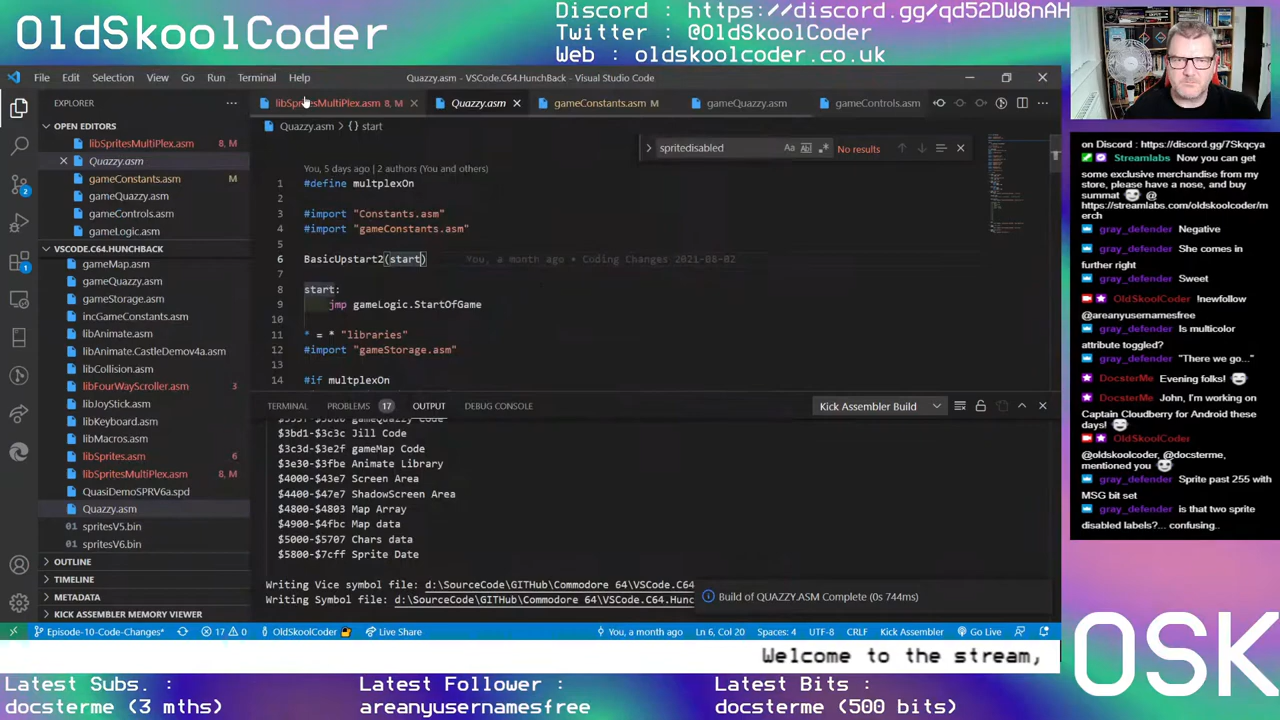 OldSkoolCoder
Discord : https://discord.gg/qd52DW8nAH
Twitter : @OldSkoolCoder
Web : oldskoolcoder.co.uk
File Edit Selection View Go Run Terminal Help
Quazzy.asm - VSCode.C64.HunchBack - Visual Studio Code
EXPLORER
libSpritesMultiPlex.asm 8, M
Quazzy.asm
gameConstants.asm M
gameQuazzy.asm
gameControls.asm
Quazzy.asm > {} start
OPEN EDITORS
libSpritesMultiPlex.asm 8, M
Quazzy.asm
gameConstants.asm M
gameQuazzy.asm
gameControls.asm
gameLogic.asm
VSCODE.C64.HUNCHBACK
gameMap.asm
gameQuazzy.asm
gameStorage.asm
incGameConstants.asm
libAnimate.asm
libAnimate.CastleDemov4a.asm
libCollision.asm
libFourWayScroller.asm 3
libJoyStick.asm
libKeyboard.asm
libMacros.asm
libSprites.asm 6
libSpritesMultiPlex.asm 8, M
QuasiDemoSPRV6a.spd
Quazzy.asm
spritesV5.bin
spritesV6.bin
OUTLINE
TIMELINE
METADATA
KICK ASSEMBLER MEMORY VIEWER
spritedisabled
No results
You, 5 days ago | 2 authors (You and others)
1 #define multplexOn
2
3 #import "Constants.asm"
4 #import "gameConstants.asm"
5
6 BasicUpstart2(start) You, a month ago • Coding Changes 2021-08-02
7
8 start:
9 jmp gameLogic.StartOfGame
10
11 * = * "libraries"
12 #import "gameStorage.asm"
13
14 #if multplexOn
TERMINAL PROBLEMS 17 OUTPUT DEBUG CONSOLE
Kick Assembler Build
$3bd1-$3c3c Jill Code
$3c3d-$3e2f gameMap Code
$3e30-$3fbe Animate Library
$4000-$43e7 Screen Area
$4400-$47e7 ShadowScreen Area
$4800-$4803 Map Array
$4900-$4fbc Map data
$5000-$5707 Chars data
$5800-$7cff Sprite Date
Writing Vice symbol file: d:\SourceCode\GITHub\Commodore 64\VSCode.C64
Writing Symbol file: d:\SourceCode\GITHub\Commodore 64\VSCode.C64.Hunc
Build of QUAZZY.ASM Complete (0s 744ms)
Episode-10-Code-Changes* 17 0 OldSkoolCoder Live Share
You, a month ago Ln 6, Col 20 Spaces: 4 UTF-8 CRLF Kick Assembler Go Live
on Discord : https://discord.gg/7Skqcya
Streamlabs Now you can get
some exclusive merchandise from my
store, please have a nose, and buy
summat @
https://streamlabs.com/oldskoolcoder/m
erch
gray_defender Negative
gray_defender She comes in
further right
gray_defender Sweet
OldSkoolCoder !newfollow
@areanyusernamesfree
gray_defender Is multicolor
attribute toggled?
gray_defender "There we go..."
DocsterMe Evening folks!
DocsterMe John, I'm working on
Captain Cloudberry for Android these
days!
OldSkoolCoder
@oldskoolcoder, @docsterme,
mentioned you
gray_defender Sprite past 255 with
MSG bit set
gray_defender is that two sprite
disabled labels?... confusing..
OSK
Welcome to the stream,
Latest Subs. :
docsterme (3 mths)
Latest Follower :
areanyusernamesfree
Latest Bits :
docsterme (500 bits)